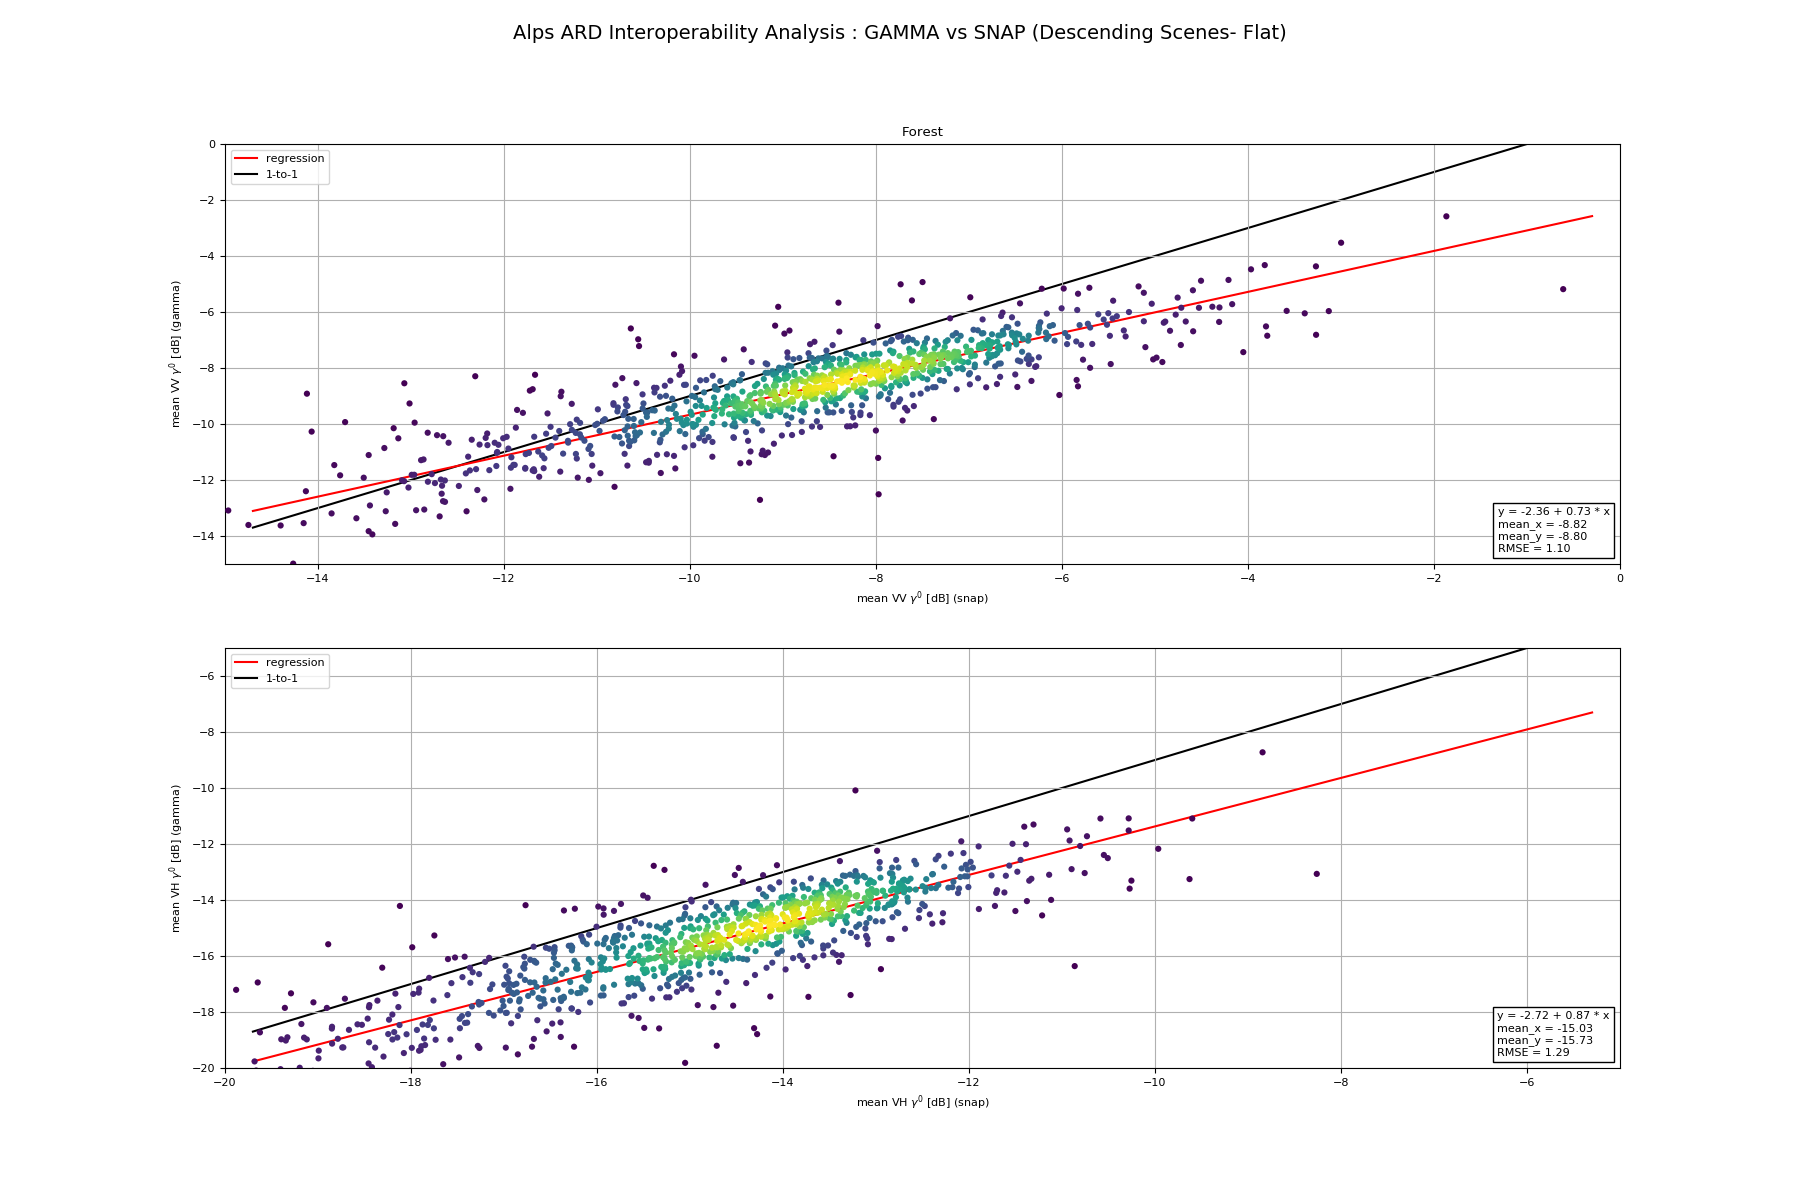 Alps ARD Interoperability Analysis : GAMMA vs SNAP (Descending Scenes- Flat)
Forest
regression
1-to-1
0
−2
−4
−6
−8
−10
−12
−14
mean VV γ⁰ [dB] (gamma)
y = -2.36 + 0.73 * x
mean_x = -8.82
mean_y = -8.80
RMSE = 1.10
−14 −12 −10 −8 −6 −4 −2 0
mean VV γ⁰ [dB] (snap)
regression
1-to-1
−6
−8
−10
−12
−14
−16
−18
−20
mean VH γ⁰ [dB] (gamma)
y = -2.72 + 0.87 * x
mean_x = -15.03
mean_y = -15.73
RMSE = 1.29
−20 −18 −16 −14 −12 −10 −8 −6
mean VH γ⁰ [dB] (snap)